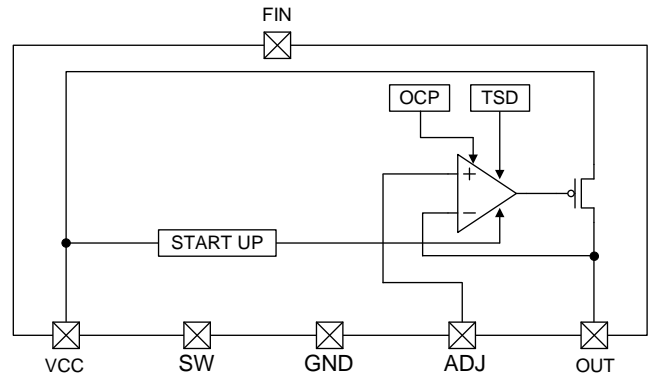 FIN
OCP TSD
+
−
START UP
VCC SW GND ADJ OUT